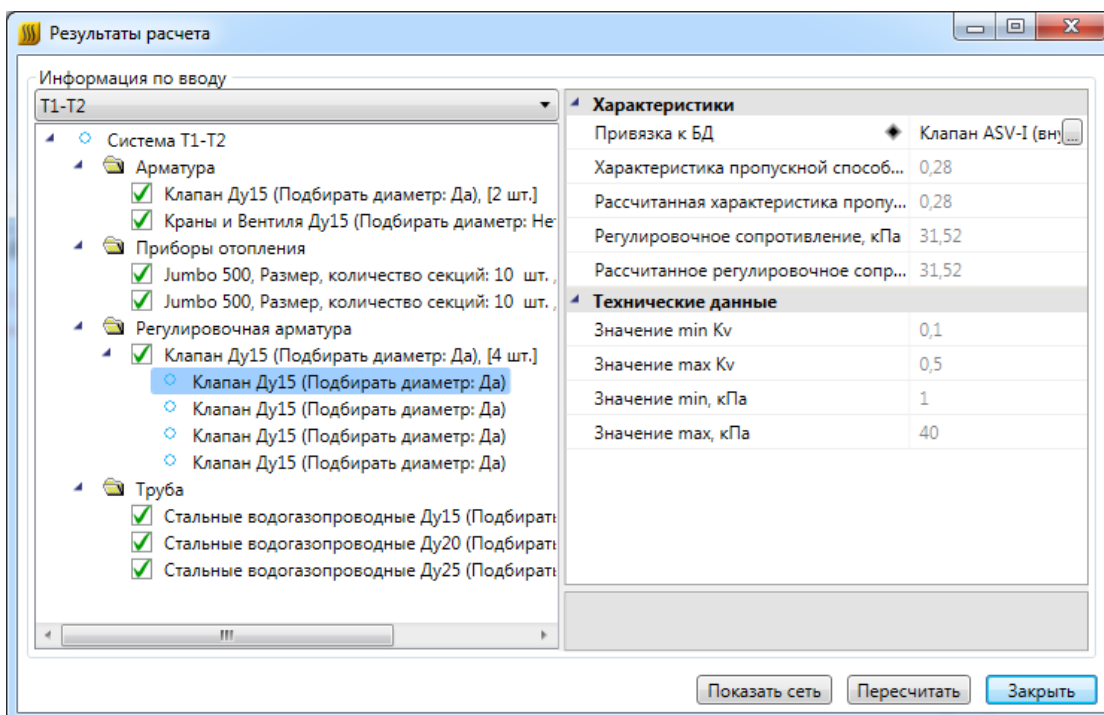 Результаты расчета
Информация по вводу
Т1-Т2
Система Т1-Т2
Арматура
Клапан Ду15 (Подбирать диаметр: Да), [2 шт.]
Краны и Вентиля Ду15 (Подбирать диаметр: Нет
Приборы отопления
Jumbo 500, Размер, количество секций: 10 шт. ,
Jumbo 500, Размер, количество секций: 10 шт. ,
Регулировочная арматура
Клапан Ду15 (Подбирать диаметр: Да), [4 шт.]
Клапан Ду15 (Подбирать диаметр: Да)
Клапан Ду15 (Подбирать диаметр: Да)
Клапан Ду15 (Подбирать диаметр: Да)
Клапан Ду15 (Подбирать диаметр: Да)
Труба
Стальные водогазопроводные Ду15 (Подбирать
Стальные водогазопроводные Ду20 (Подбирать
Стальные водогазопроводные Ду25 (Подбирать
Характеристики
Привязка к БД Клапан ASV-I (вну ...
Характеристика пропускной способ... 0,28
Рассчитанная характеристика пропу... 0,28
Регулировочное сопротивление, кПа 31,52
Рассчитанное регулировочное сопр... 31,52
Технические данные
Значение min Kv 0,1
Значение max Kv 0,5
Значение min, кПа 1
Значение max, кПа 40
Показать сеть Пересчитать Закрыть